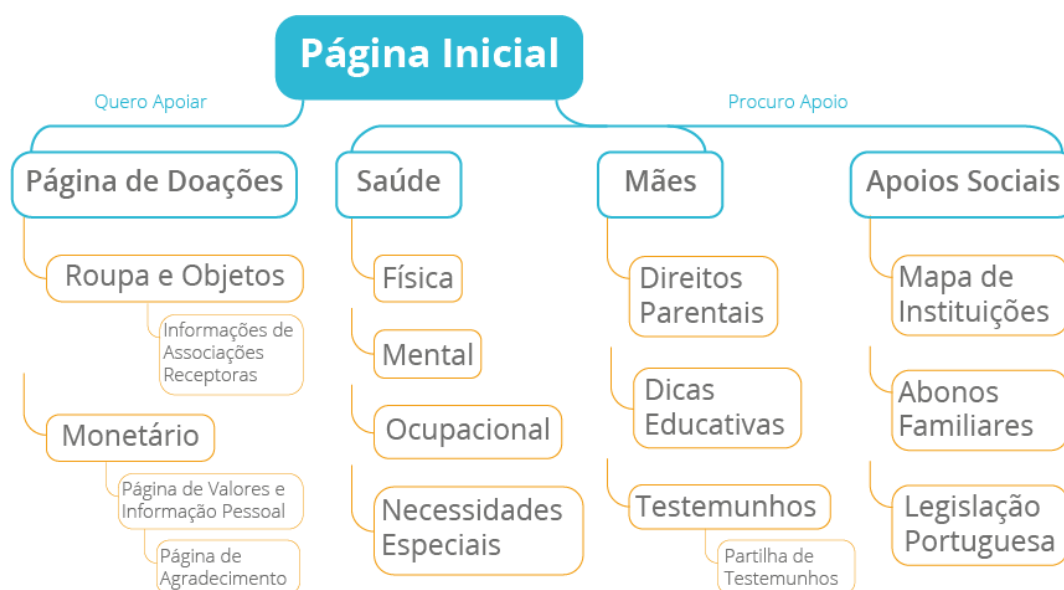 Página Inicial
Quero Apoiar
Procuro Apoio
Página de Doações
Roupa e Objetos
Informações de
Associações
Receptoras
Monetário
Página de Valores e
Informação Pessoal
Página de
Agradecimento
Saúde
Física
Mental
Ocupacional
Necessidades
Especiais
Mães
Direitos
Parentais
Dicas
Educativas
Testemunhos
Partilha de
Testemunhos
Apoios Sociais
Mapa de
Instituições
Abonos
Familiares
Legislação
Portuguesa